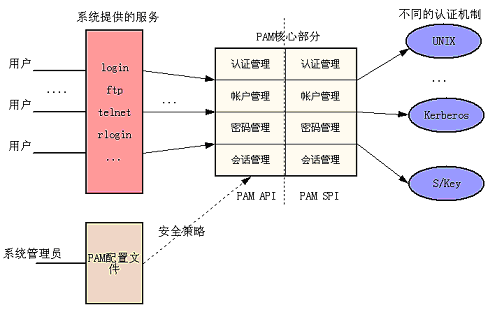 系统提供的服务
不同的认证机制
PAM核心部分
用户
....
用户
用户
login
ftp
telnet
rlogin
...
...
认证管理 认证管理
帐户管理 帐户管理
密码管理 密码管理
会话管理 会话管理
PAM API PAM SPI
UNIX
...
Kerberos
S/Key
安全策略
系统管理员
PAM配置文
件